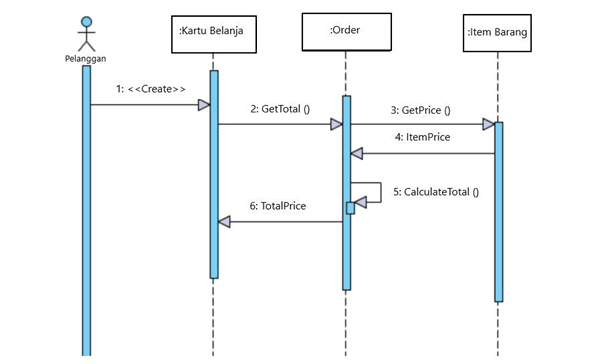 :Kartu Belanja
:Order
:Item Barang
Pelanggan
1: <<Create>>
2: GetTotal ()
3: GetPrice ()
4: ItemPrice
5: CalculateTotal ()
6: TotalPrice